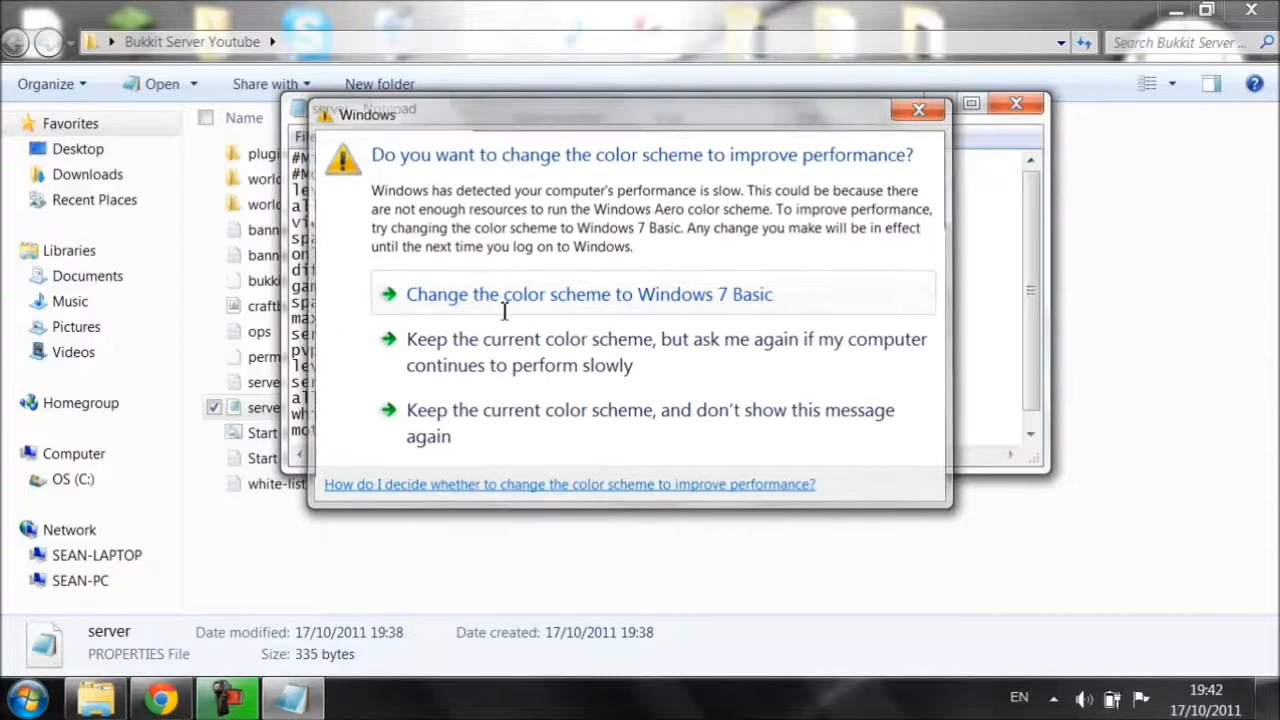 Bukkit Server Youtube
Search Bukkit Server ...
Organize
Open
Share with
New folder
Favorites
Desktop
Downloads
Recent Places
Libraries
Documents
Music
Pictures
Videos
Homegroup
Computer
OS (C:)
Network
SEAN-LAPTOP
SEAN-PC
Name
plugi
world
world
bann
bann
bukki
craftb
ops
perm
serve
serve
Start
Start
white-list
Notepad
Windows
Do you want to change the color scheme to improve performance?
Windows has detected your computer's performance is slow. This could be because there
are not enough resources to run the Windows Aero color scheme. To improve performance,
try changing the color scheme to Windows 7 Basic. Any change you make will be in effect
until the next time you log on to Windows.
Change the color scheme to Windows 7 Basic
Keep the current color scheme, but ask me again if my computer
continues to perform slowly
Keep the current color scheme, and don't show this message
again
How do I decide whether to change the color scheme to improve performance?
server
Date modified: 17/10/2011 19:38
Date created: 17/10/2011 19:38
PROPERTIES File
Size: 335 bytes
EN
19:42
17/10/2011